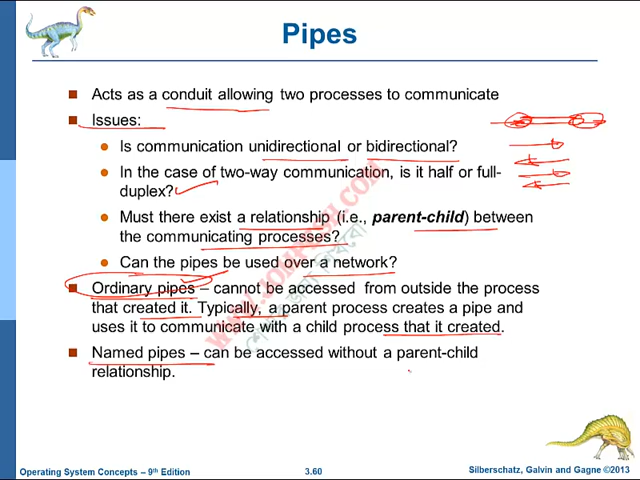 Pipes
Acts as a conduit allowing two processes to communicate
Issues:
Is communication unidirectional or bidirectional?
In the case of two-way communication, is it half or full-
duplex?
Must there exist a relationship (i.e., parent-child) between
the communicating processes?
Can the pipes be used over a network?
Ordinary pipes – cannot be accessed from outside the process
that created it. Typically, a parent process creates a pipe and
uses it to communicate with a child process that it created.
Named pipes – can be accessed without a parent-child
relationship.
Operating System Concepts – 9th Edition
3.60
Silberschatz, Galvin and Gagne ©2013